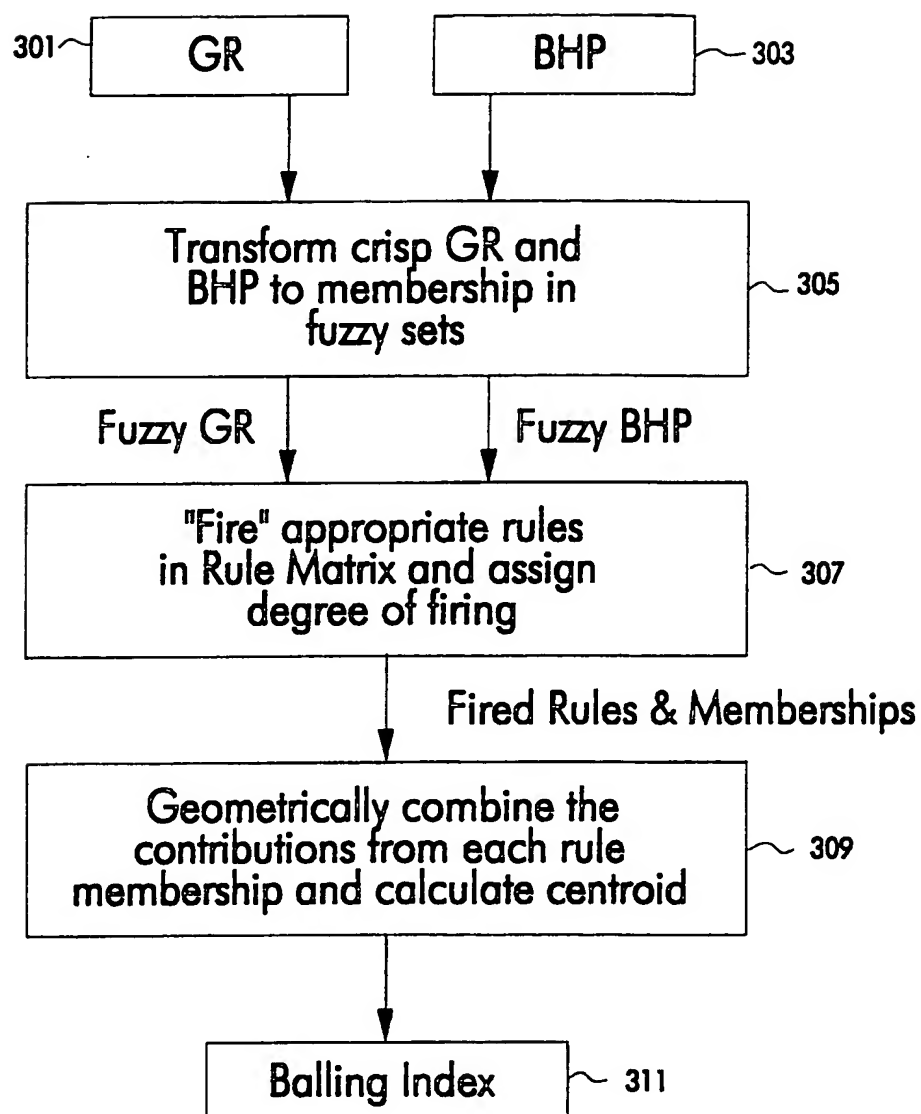 301
GR
BHP
303
Transform crisp GR and
BHP to membership in
fuzzy sets
305
Fuzzy GR
Fuzzy BHP
"Fire" appropriate rules
in Rule Matrix and assign
degree of firing
307
Fired Rules & Memberships
Geometrically combine the
contributions from each rule
membership and calculate centroid
309
Balling Index
311